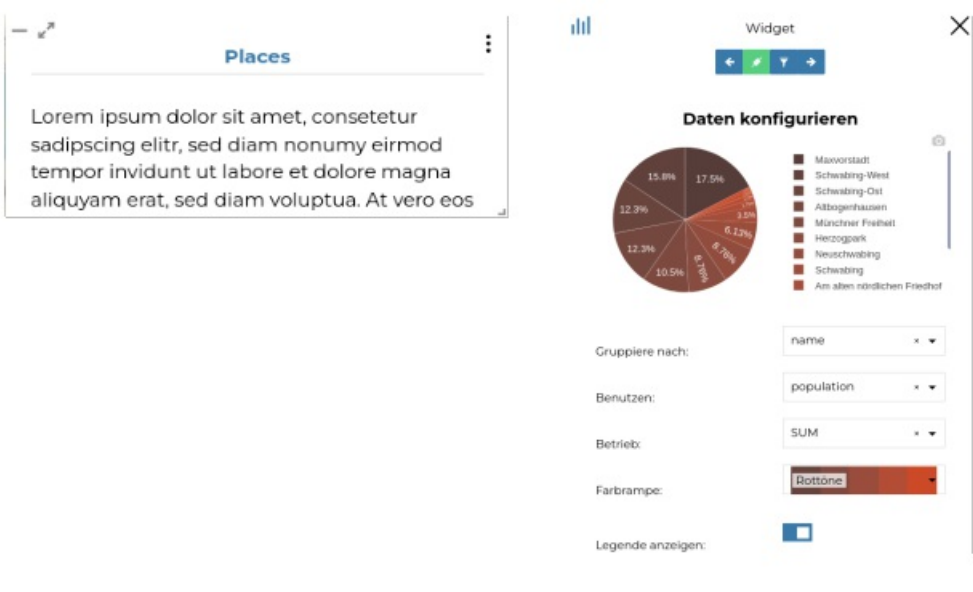 Places
Lorem ipsum dolor sit amet, consetetur
sadipscing elitr, sed diam nonumy eirmod
tempor invidunt ut labore et dolore magna
aliquyam erat, sed diam voluptua. At vero eos
Widget
Daten konfigurieren
15.8%
17.5%
12.3%
3.5%
6.13%
12.3%
8.76%
8.76%
10.5%
Maxvorstadt
Schwabing-West
Schwabing-Ost
Altbogenhausen
Münchner Freiheit
Herzogpark
Neuschwabing
Schwabing
Am alten nördlichen Friedhof
Gruppiere nach:
name
Benutzen:
population
Betrieb:
SUM
Farbrampe:
Rottöne
Legende anzeigen: